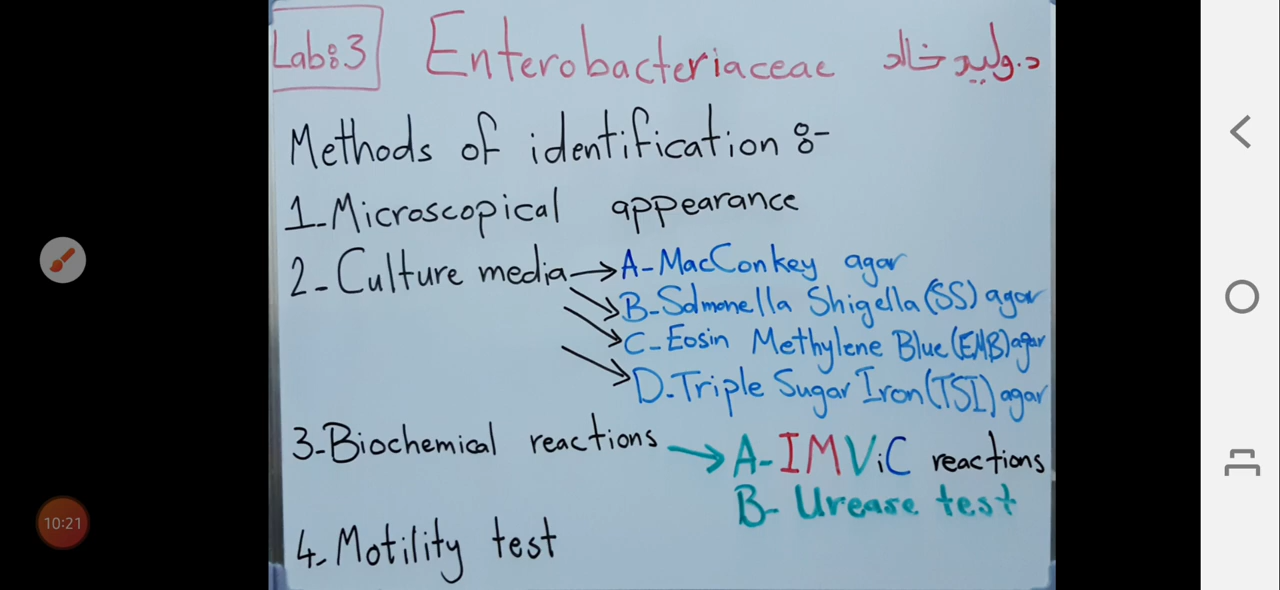 Lab:3 Enterobacteriaceae د. وليد خالد
Methods of identification :-
1-Microscopical appearance
2-Culture media → A-MacConkey agar
B-Salmonella Shigella (SS) agar
C-Eosin Methylene Blue (EMB) agar
D-Triple Sugar Iron (TSI) agar
3-Biochemical reactions → A-IMViC reactions
B- Urease test
4-Motility test
10:21